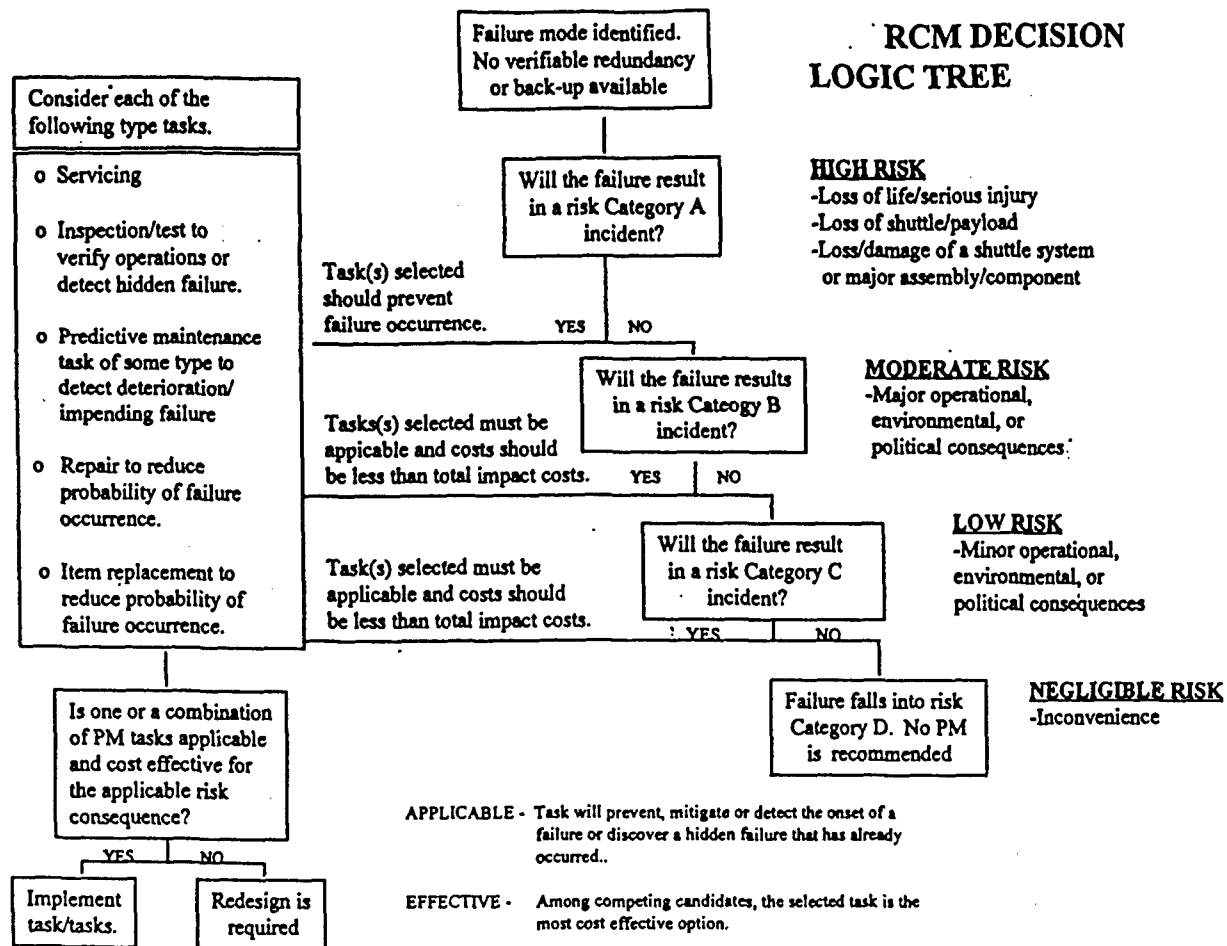 RCM DECISION
LOGIC TREE
Failure mode identified.
No verifiable redundancy
or back-up available
Consider each of the
following type tasks.
o Servicing
o Inspection/test to
verify operations or
detect hidden failure.
o Predictive maintenance
task of some type to
detect deterioration/
impending failure
o Repair to reduce
probability of failure
occurrence.
o Item replacement to
reduce probability of
failure occurrence.
Will the failure result
in a risk Category A
incident?
HIGH RISK
-Loss of life/serious injury
-Loss of shuttle/payload
-Loss/damage of a shuttle system
or major assembly/component
Task(s) selected
should prevent
failure occurrence.
YES NO
Will the failure results
in a risk Cateogy B
incident?
MODERATE RISK
-Major operational,
environmental, or
political consequences.
Tasks(s) selected must be
appicable and costs should
be less than total impact costs.
YES NO
Will the failure result
in a risk Category C
incident?
LOW RISK
-Minor operational,
environmental, or
political consequences
Task(s) selected must be
applicable and costs should
be less than total impact costs.
YES NO
Failure falls into risk
Category D. No PM
is recommended
NEGLIGIBLE RISK
-Inconvenience
Is one or a combination
of PM tasks applicable
and cost effective for
the applicable risk
consequence?
YES NO
Implement
task/tasks.
Redesign is
required
APPLICABLE - Task will prevent, mitigate or detect the onset of a
failure or discover a hidden failure that has already
occurred..
EFFECTIVE - Among competing candidates, the selected task is the
most cost effective option.